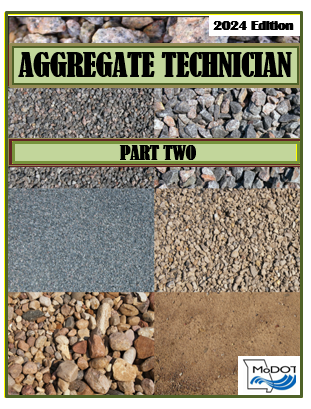 2024 Edition
AGGREGATE TECHNICIAN
PART TWO
MoDOT